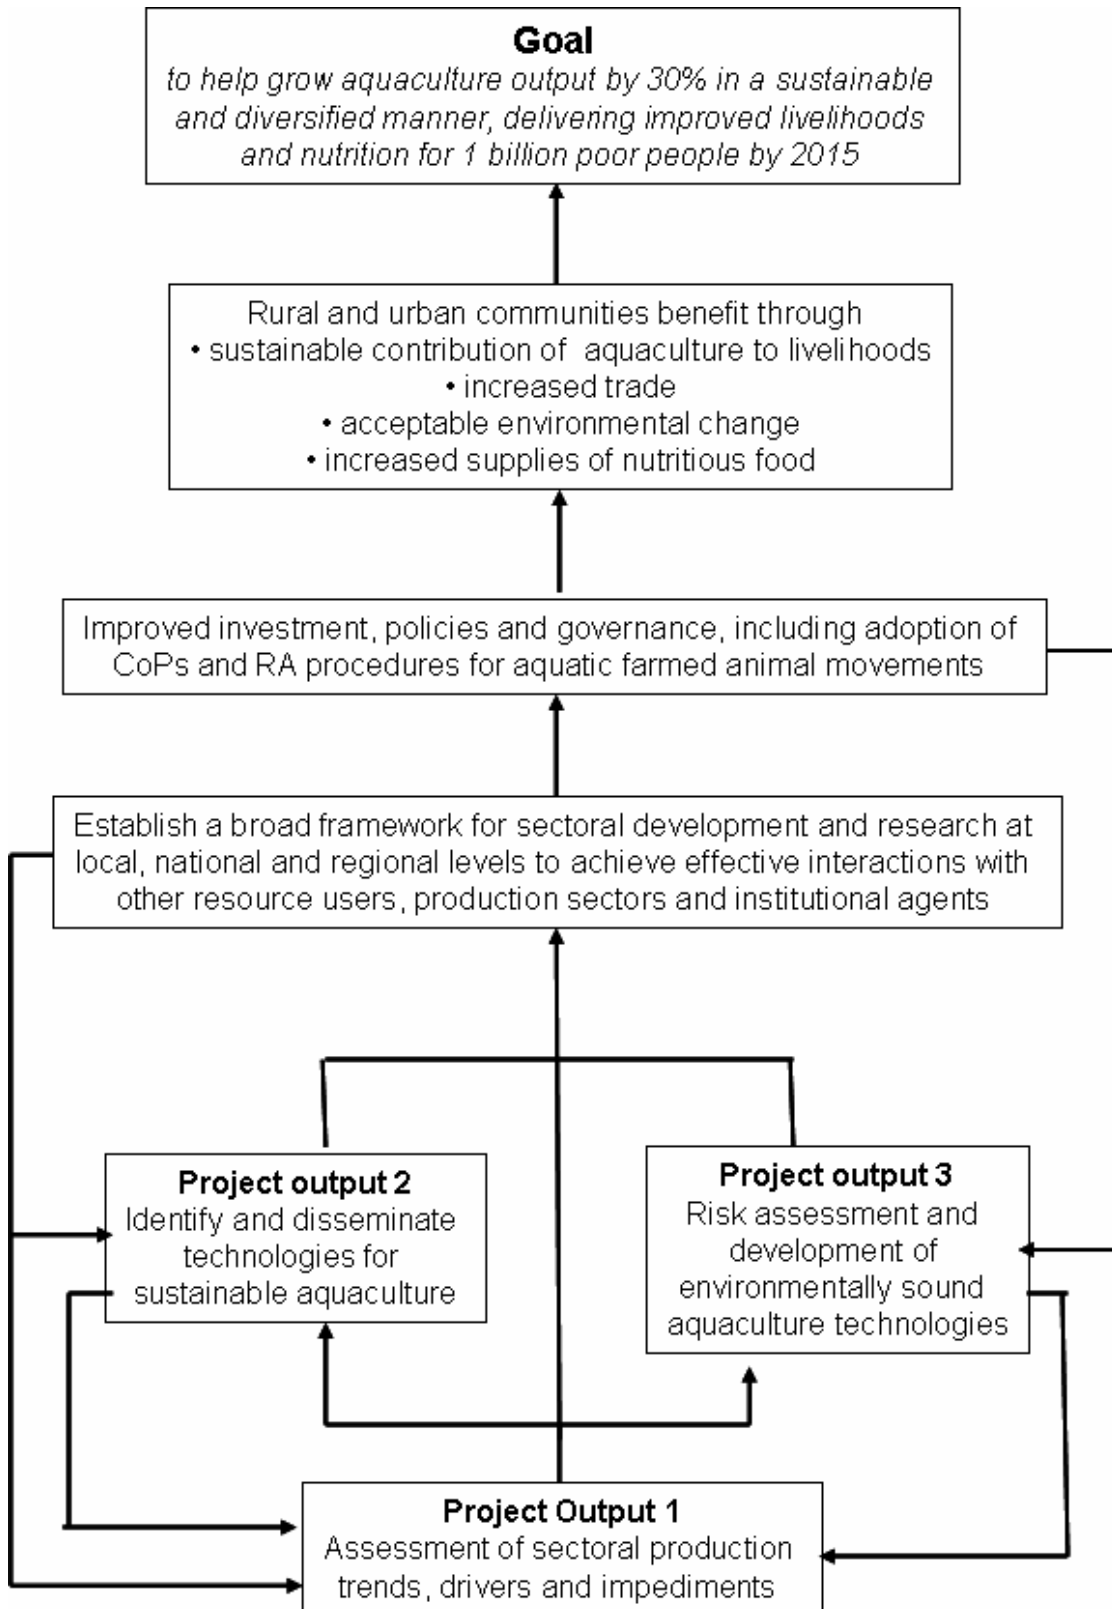 Goal
to help grow aquaculture output by 30% in a sustainable
and diversified manner, delivering improved livelihoods
and nutrition for 1 billion poor people by 2015
Rural and urban communities benefit through
• sustainable contribution of aquaculture to livelihoods
• increased trade
• acceptable environmental change
• increased supplies of nutritious food
Improved investment, policies and governance, including adoption of
CoPs and RA procedures for aquatic farmed animal movements
Establish a broad framework for sectoral development and research at
local, national and regional levels to achieve effective interactions with
other resource users, production sectors and institutional agents
Project output 2
Identify and disseminate
technologies for
sustainable aquaculture
Project output 3
Risk assessment and
development of
environmentally sound
aquaculture technologies
Project Output 1
Assessment of sectoral production
trends, drivers and impediments